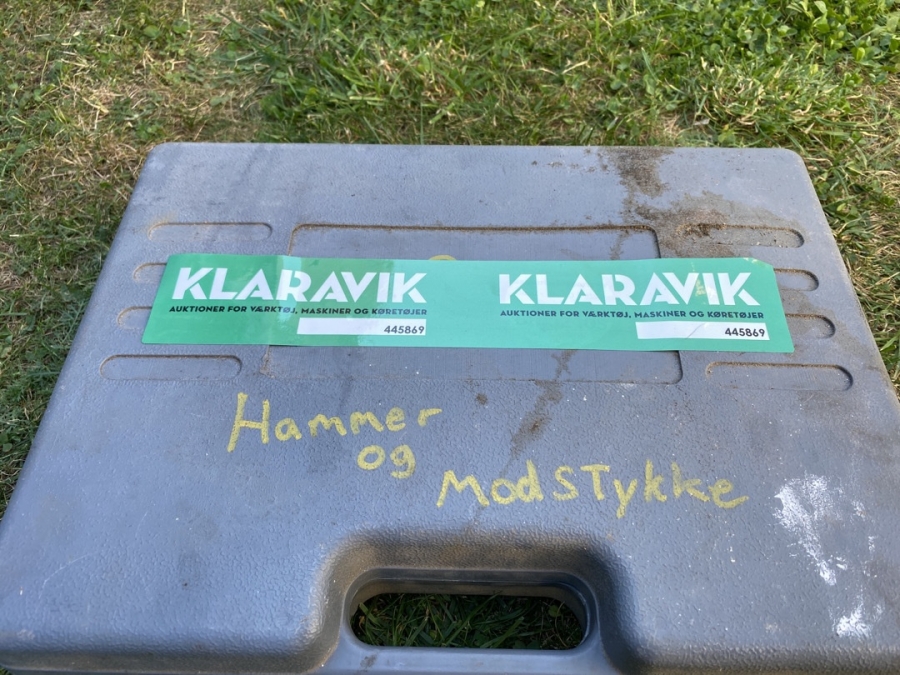 KLARAVIK KLARAVIK
AUKTIONER FOR VÆRKTØJ, MASKINER OG KØRETØJER AUKTIONER FOR VÆRKTØJ, MASKINER OG KØRETØJER
445869 445869
Hammer
og
ModSTykke